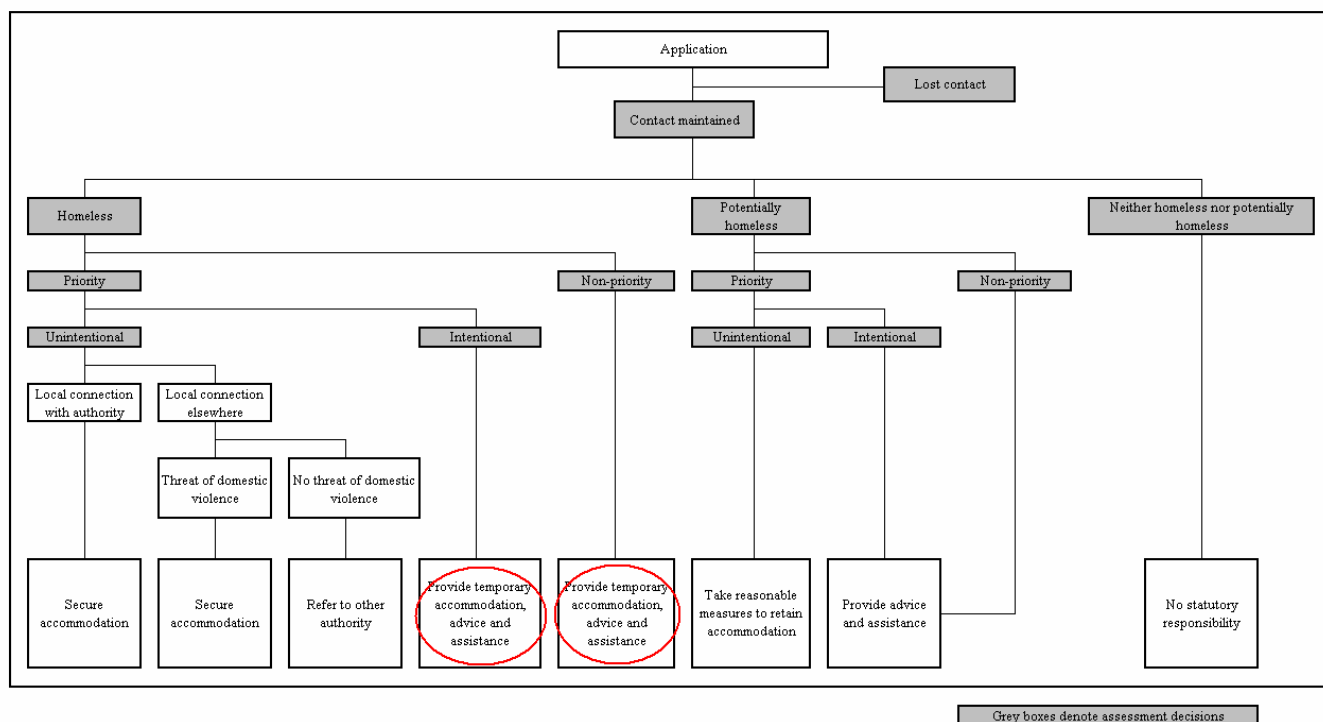 Application
Lost contact
Contact maintained
Homeless
Potentially
homeless
Neither homeless nor potentially
homeless
Priority
Non-priority
Priority
Non-priority
Unintentional
Intentional
Unintentional
Intentional
Local connection
with authority
Local connection
elsewhere
Threat of domestic
violence
No threat of domestic
violence
Secure
accommodation
Secure
accommodation
Refer to other
authority
Provide temporary
accommodation,
advice and
assistance
Provide temporary
accommodation,
advice and
assistance
Take reasonable
measures to retain
accommodation
Provide advice
and assistance
No statutory
responsibility
Grey boxes denote assessment decisions